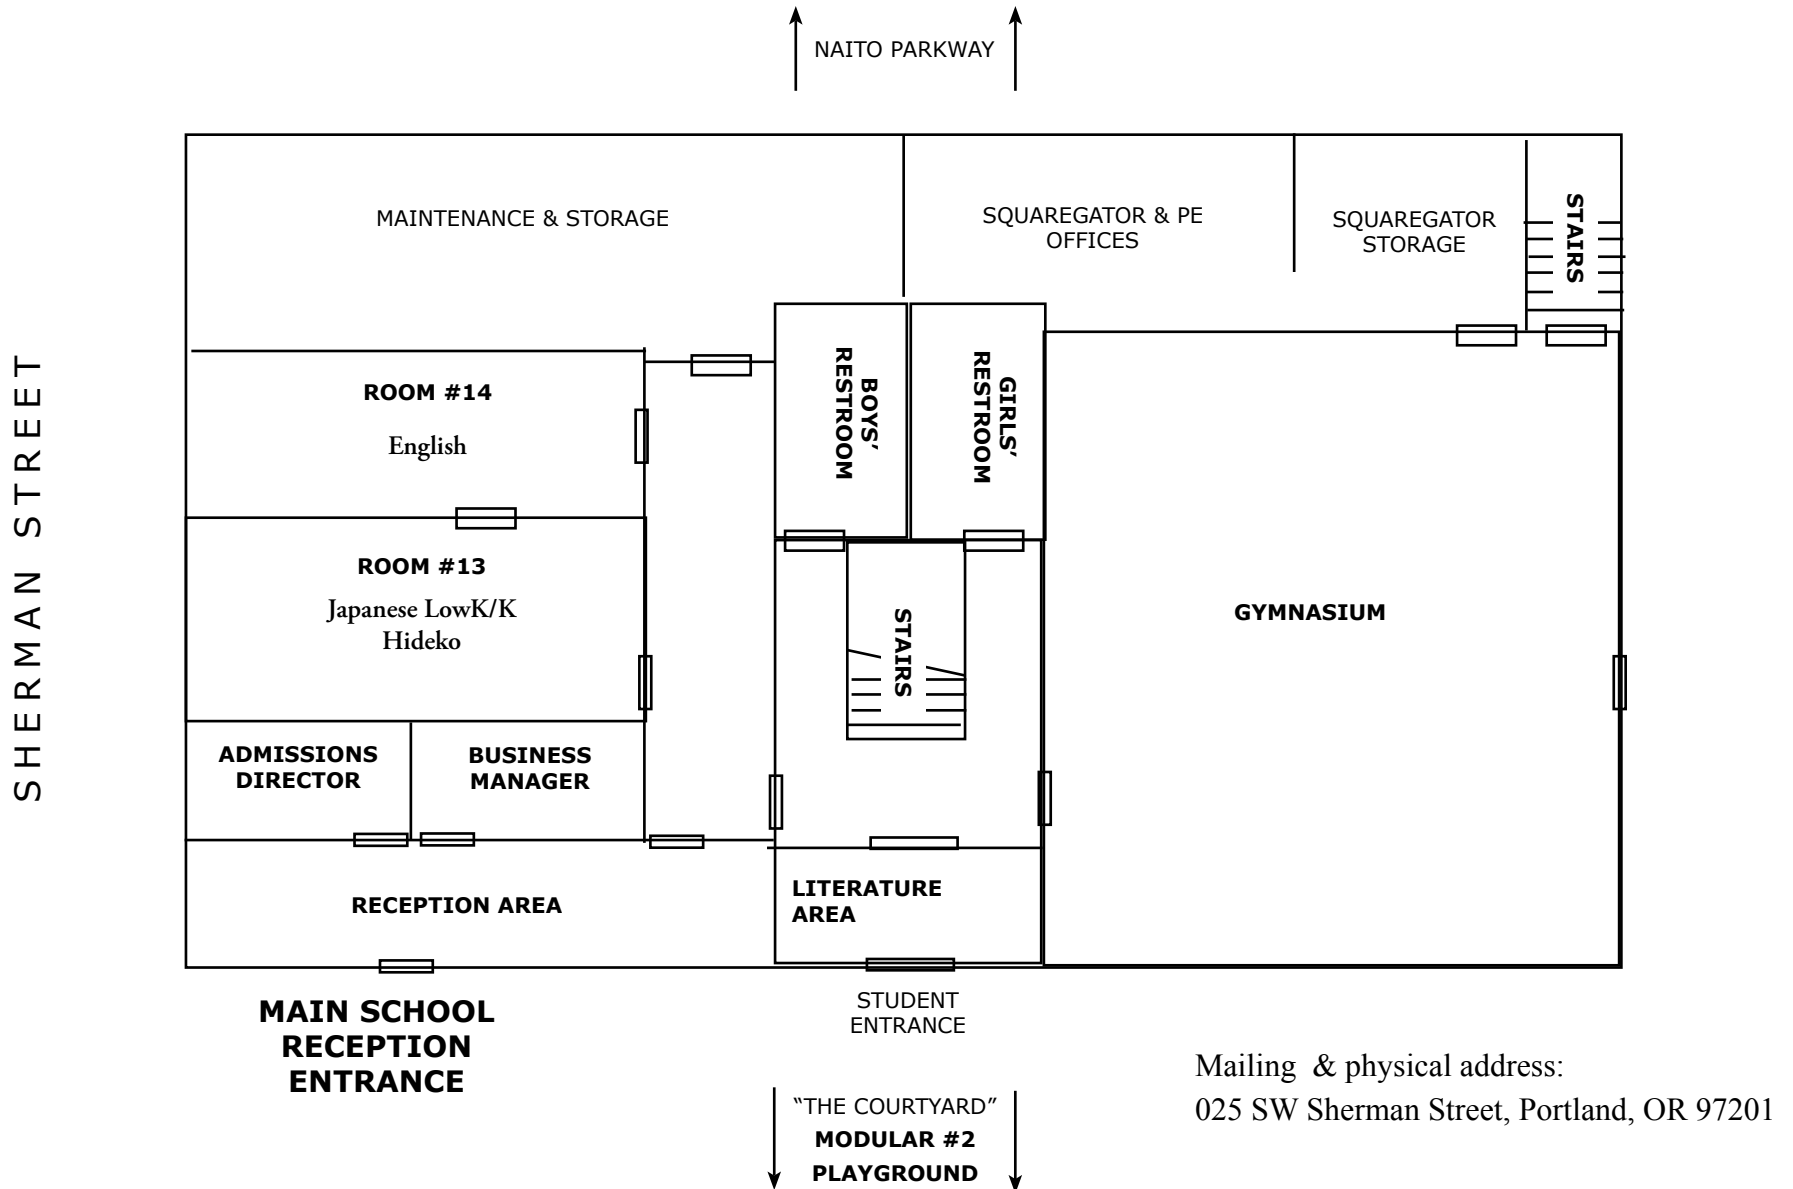 NAITO PARKWAY
MAINTENANCE & STORAGE
SQUAREGATOR & PE
OFFICES
SQUAREGATOR
STORAGE
STAIRS
SHERMAN STREET
ROOM #14
English
BOYS’
RESTROOM
GIRLS’
RESTROOM
ROOM #13
Japanese LowK/K
Hideko
STAIRS
GYMNASIUM
ADMISSIONS
DIRECTOR
BUSINESS
MANAGER
RECEPTION AREA
LITERATURE
AREA
MAIN SCHOOL
RECEPTION
ENTRANCE
STUDENT
ENTRANCE
Mailing & physical address:
025 SW Sherman Street, Portland, OR 97201
“THE COURTYARD”
MODULAR #2
PLAYGROUND